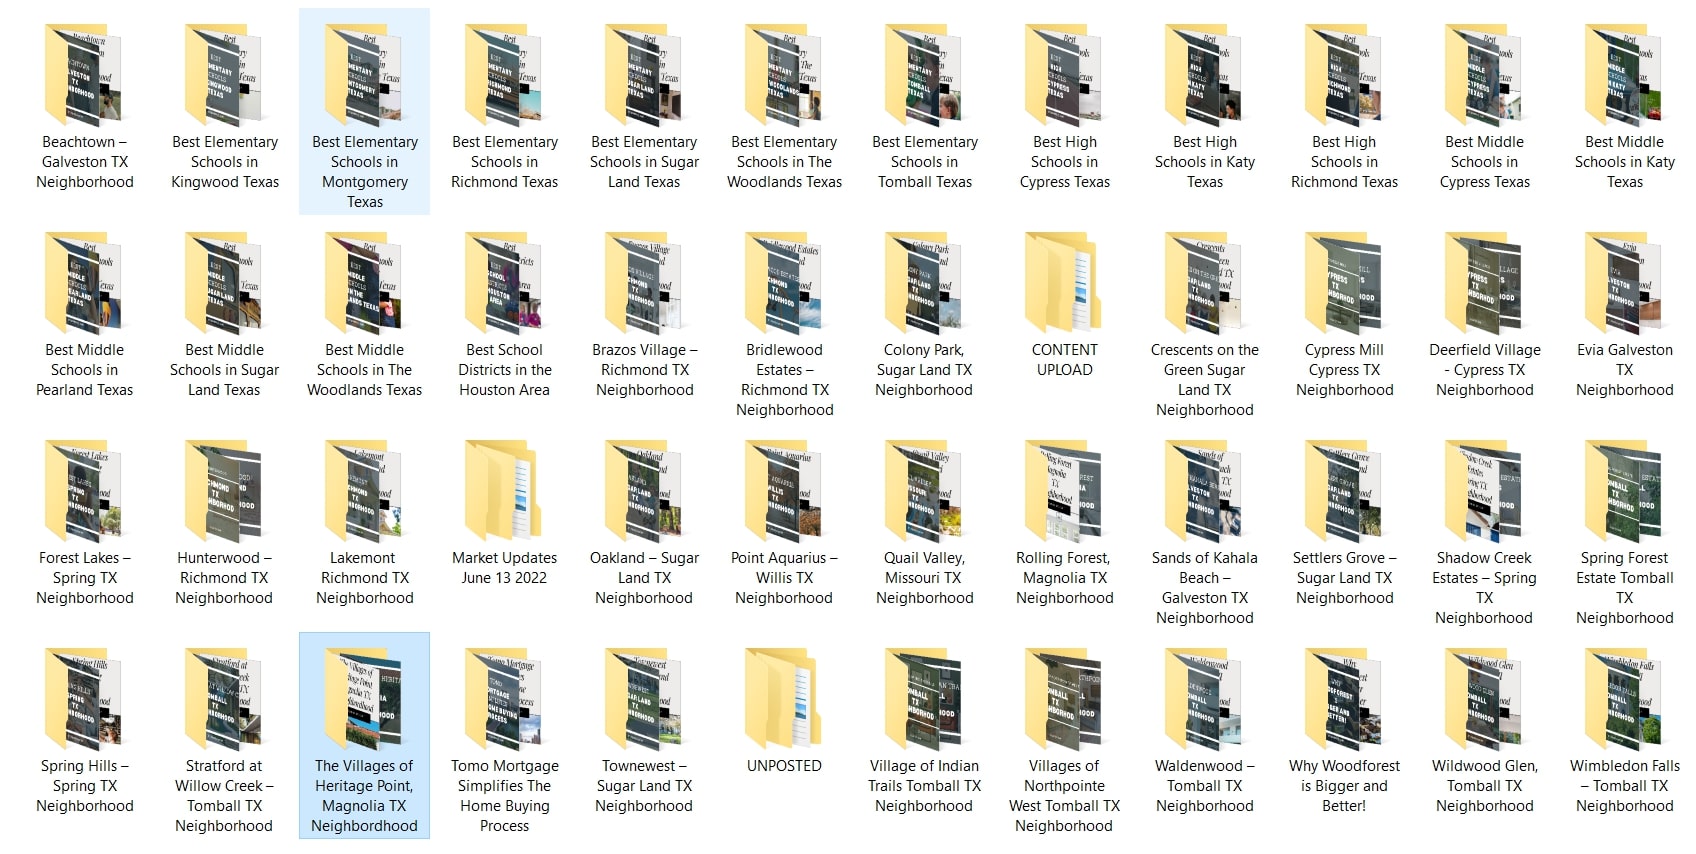 Beachtown –
Galveston TX
Neighborhood
Best Elementary
Schools in
Kingwood Texas
Best Elementary
Schools in
Montgomery
Texas
Best Elementary
Schools in
Richmond Texas
Best Elementary
Schools in Sugar
Land Texas
Best Elementary
Schools in The
Woodlands Texas
Best Elementary
Schools in
Tomball Texas
Best High
Schools in
Cypress Texas
Best High
Schools in Katy
Texas
Best High
Schools in
Richmond Texas
Best Middle
Schools in
Cypress Texas
Best Middle
Schools in Katy
Texas
Best Middle
Schools in
Pearland Texas
Best Middle
Schools in Sugar
Land Texas
Best Middle
Schools in The
Woodlands Texas
Best School
Districts in the
Houston Area
Brazos Village –
Richmond TX
Neighborhood
Bridlewood
Estates –
Richmond TX
Neighborhood
Colony Park,
Sugar Land TX
Neighborhood
CONTENT
UPLOAD
Crescents on the
Green Sugar
Land TX
Neighborhood
Cypress Mill
Cypress TX
Neighborhood
Deerfield Village
- Cypress TX
Neighborhood
Evia Galveston
TX
Neighborhood
Forest Lakes –
Spring TX
Neighborhood
Hunterwood –
Richmond TX
Neighborhood
Lakemont
Richmond TX
Neighborhood
Market Updates
June 13 2022
Oakland – Sugar
Land TX
Neighborhood
Point Aquarius –
Willis TX
Neighborhood
Quail Valley,
Missouri TX
Neighborhood
Rolling Forest,
Magnolia TX
Neighborhood
Sands of Kahala
Beach –
Galveston TX
Neighborhood
Settlers Grove –
Sugar Land TX
Neighborhood
Shadow Creek
Estates – Spring
TX
Neighborhood
Spring Forest
Estate Tomball
TX
Neighborhood
Spring Hills –
Spring TX
Neighborhood
Stratford at
Willow Creek –
Tomball TX
Neighborhood
The Villages of
Heritage Point,
Magnolia TX
Neighbordhood
Tomo Mortgage
Simplifies The
Home Buying
Process
Townewest –
Sugar Land TX
Neighborhood
UNPOSTED
Village of Indian
Trails Tomball TX
Neighborhood
Villages of
Northpointe
West Tomball TX
Neighborhood
Waldenwood –
Tomball TX
Neighborhood
Why Woodforest
is Bigger and
Better!
Wildwood Glen,
Tomball TX
Neighborhood
Wimbledon Falls
– Tomball TX
Neighborhood